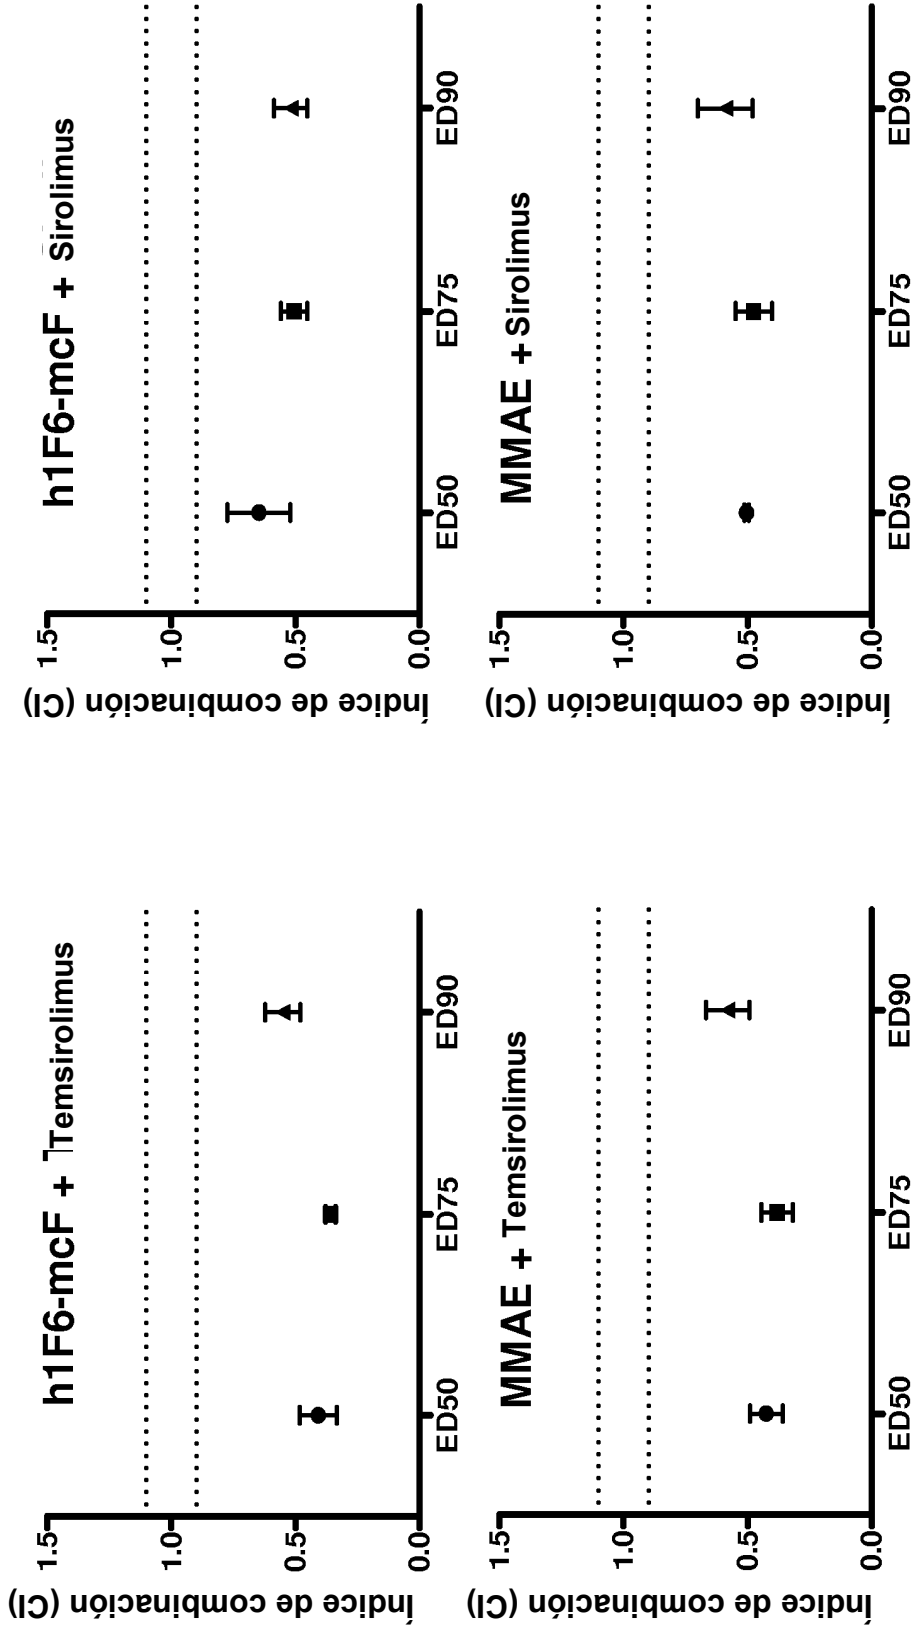 h1F6-mcF + Temsirolimus
Índice de combinación (CI)
1.5
1.0
0.5
0.0
ED50 ED75 ED90
h1F6-mcF + Sirolimus
Índice de combinación (CI)
1.5
1.0
0.5
0.0
ED50 ED75 ED90
MMAE + Temsirolimus
Índice de combinación (CI)
1.5
1.0
0.5
0.0
ED50 ED75 ED90
MMAE + Sirolimus
Índice de combinación (CI)
1.5
1.0
0.5
0.0
ED50 ED75 ED90